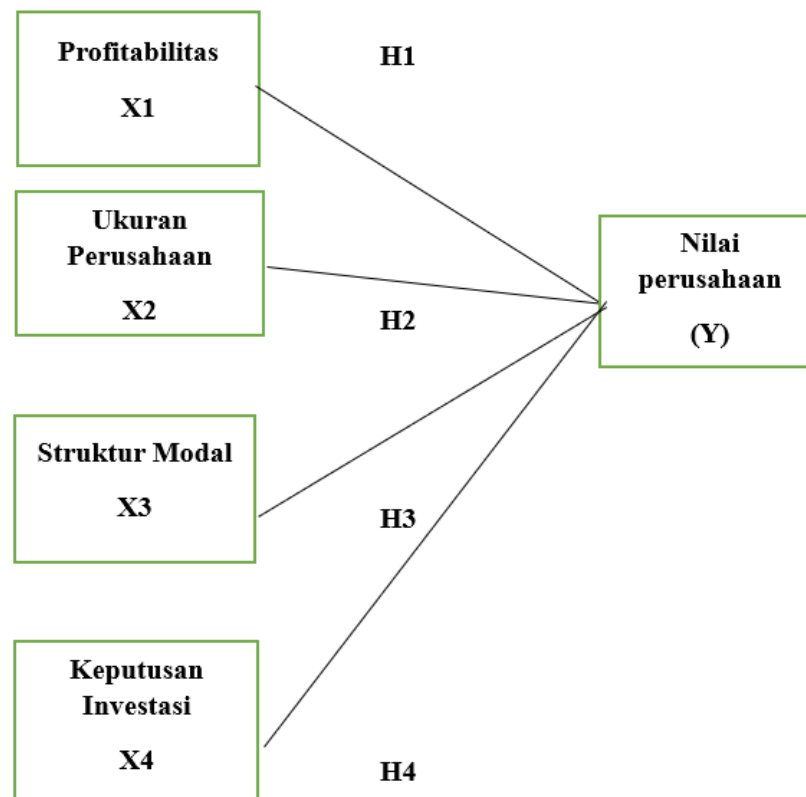 Profitabilitas
X1
H1
Ukuran
Perusahaan
X2
H2
Nilai
perusahaan
(Y)
Struktur Modal
X3
H3
Keputusan
Investasi
X4
H4